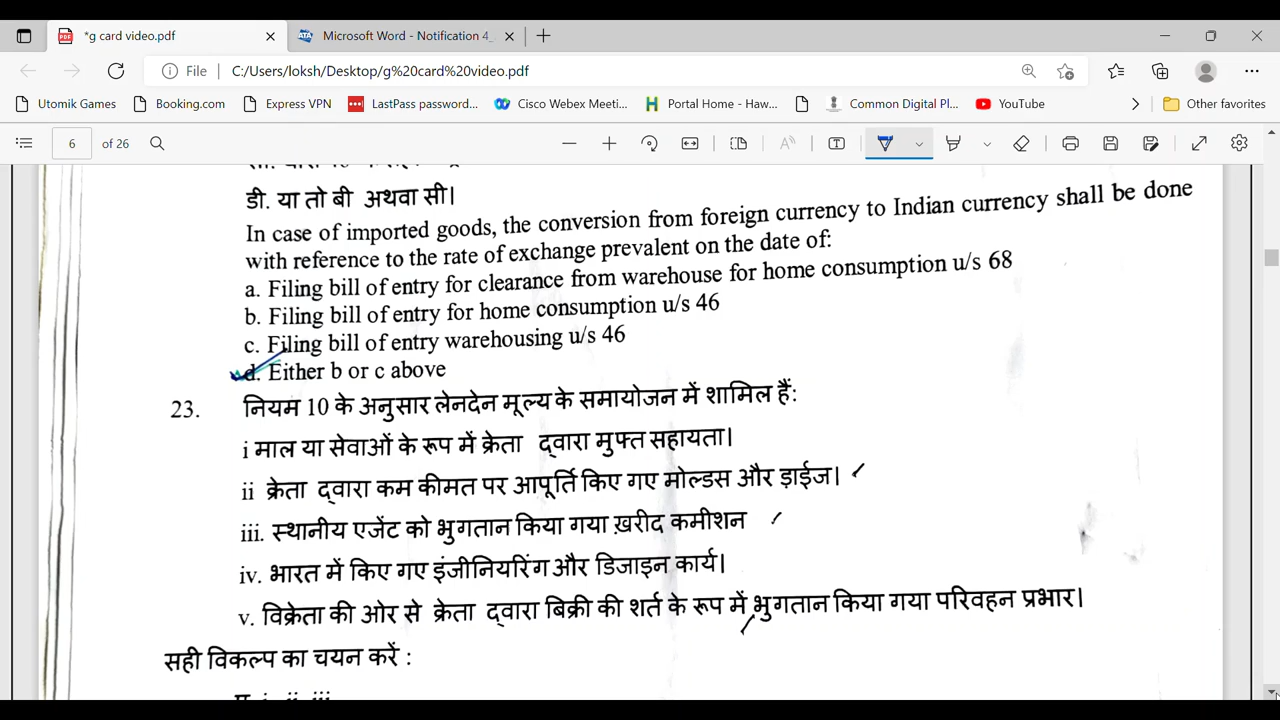 *g card video.pdf
Microsoft Word - Notification 4_
File
C:/Users/loksh/Desktop/g%20card%20video.pdf
Utomik Games
Booking.com
Express VPN
LastPass password...
Cisco Webex Meeti...
Portal Home - Haw...
Common Digital Pl...
YouTube
Other favorites
6 of 26
डी. या तो बी अथवा सी।
In case of imported goods, the conversion from foreign currency to Indian currency shall be done
with reference to the rate of exchange prevalent on the date of:
a. Filing bill of entry for clearance from warehouse for home consumption u/s 68
b. Filing bill of entry for home consumption u/s 46
c. Filing bill of entry warehousing u/s 46
d. Either b or c above
23. नियम 10 के अनुसार लेनदेन मूल्य के समायोजन में शामिल हैं:
i माल या सेवाओं के रूप में क्रेता द्वारा मुफ्त सहायता।
ii क्रेता द्वारा कम कीमत पर आपूर्ति किए गए मोल्डस और ड़ाईज।
iii. स्थानीय एजेंट को भुगतान किया गया ख़रीद कमीशन
iv. भारत में किए गए इंजीनियरिंग और डिजाइन कार्य।
v. विक्रेता की ओर से क्रेता द्वारा बिक्री की शर्त के रूप में भुगतान किया गया परिवहन प्रभार।
सही विकल्प का चयन करें :